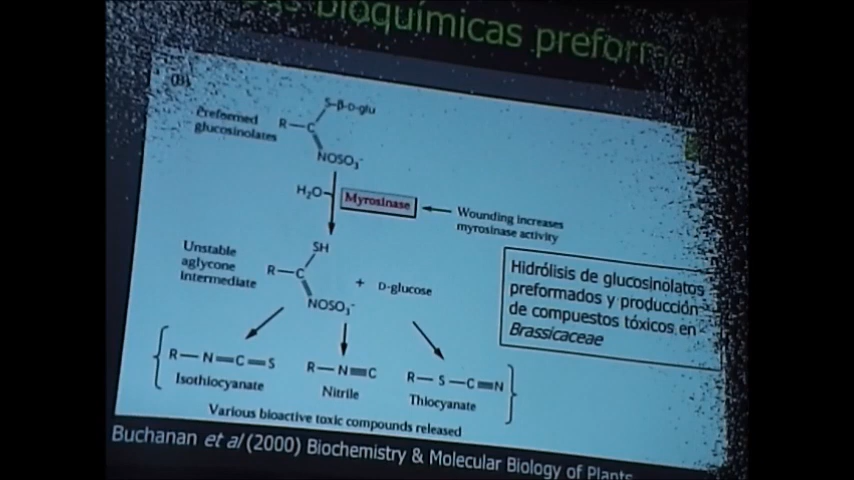 bioquímicas
(B)
S-β-D-glu
Preformed
glucosinolates
R—C
NOSO3-
H2O
Myrosinase
Wounding increases
myrosinase activity
Unstable
aglycone
intermediate
SH
R—C
NOSO3-
+ D-glucose
Hidrólisis de glucosinolatos
preformados y producción
de compuestos tóxicos en
Brassicaceae
R—N=C=S
Isothiocyanate
R—N≡C
Nitrile
R—S—C≡N
Thiocyanate
Various bioactive toxic compounds released
Buchanan et al (2000) Biochemistry & Molecular Biology of Plants